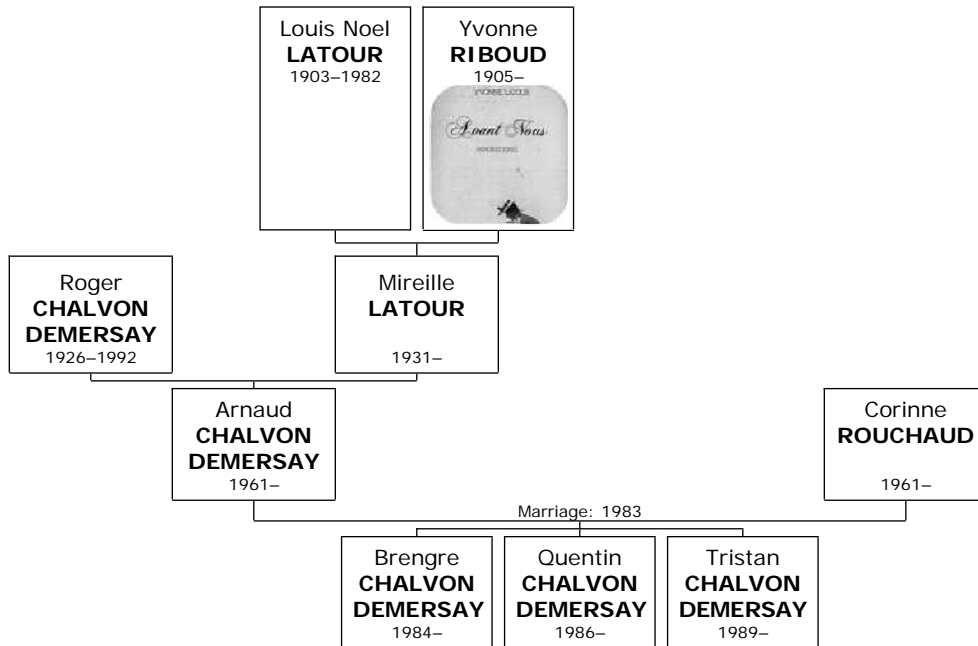 Louis Noel
LATOUR
1903–1982
Yvonne
RIBOUD
1905–
YVONNE LATOUR
Avant Nous
Roger
CHALVON
DEMERSAY
1926–1992
Mireille
LATOUR
1931–
Arnaud
CHALVON
DEMERSAY
1961–
Corinne
ROUCHAUD
1961–
Marriage: 1983
Brengre
CHALVON
DEMERSAY
1984–
Quentin
CHALVON
DEMERSAY
1986–
Tristan
CHALVON
DEMERSAY
1989–